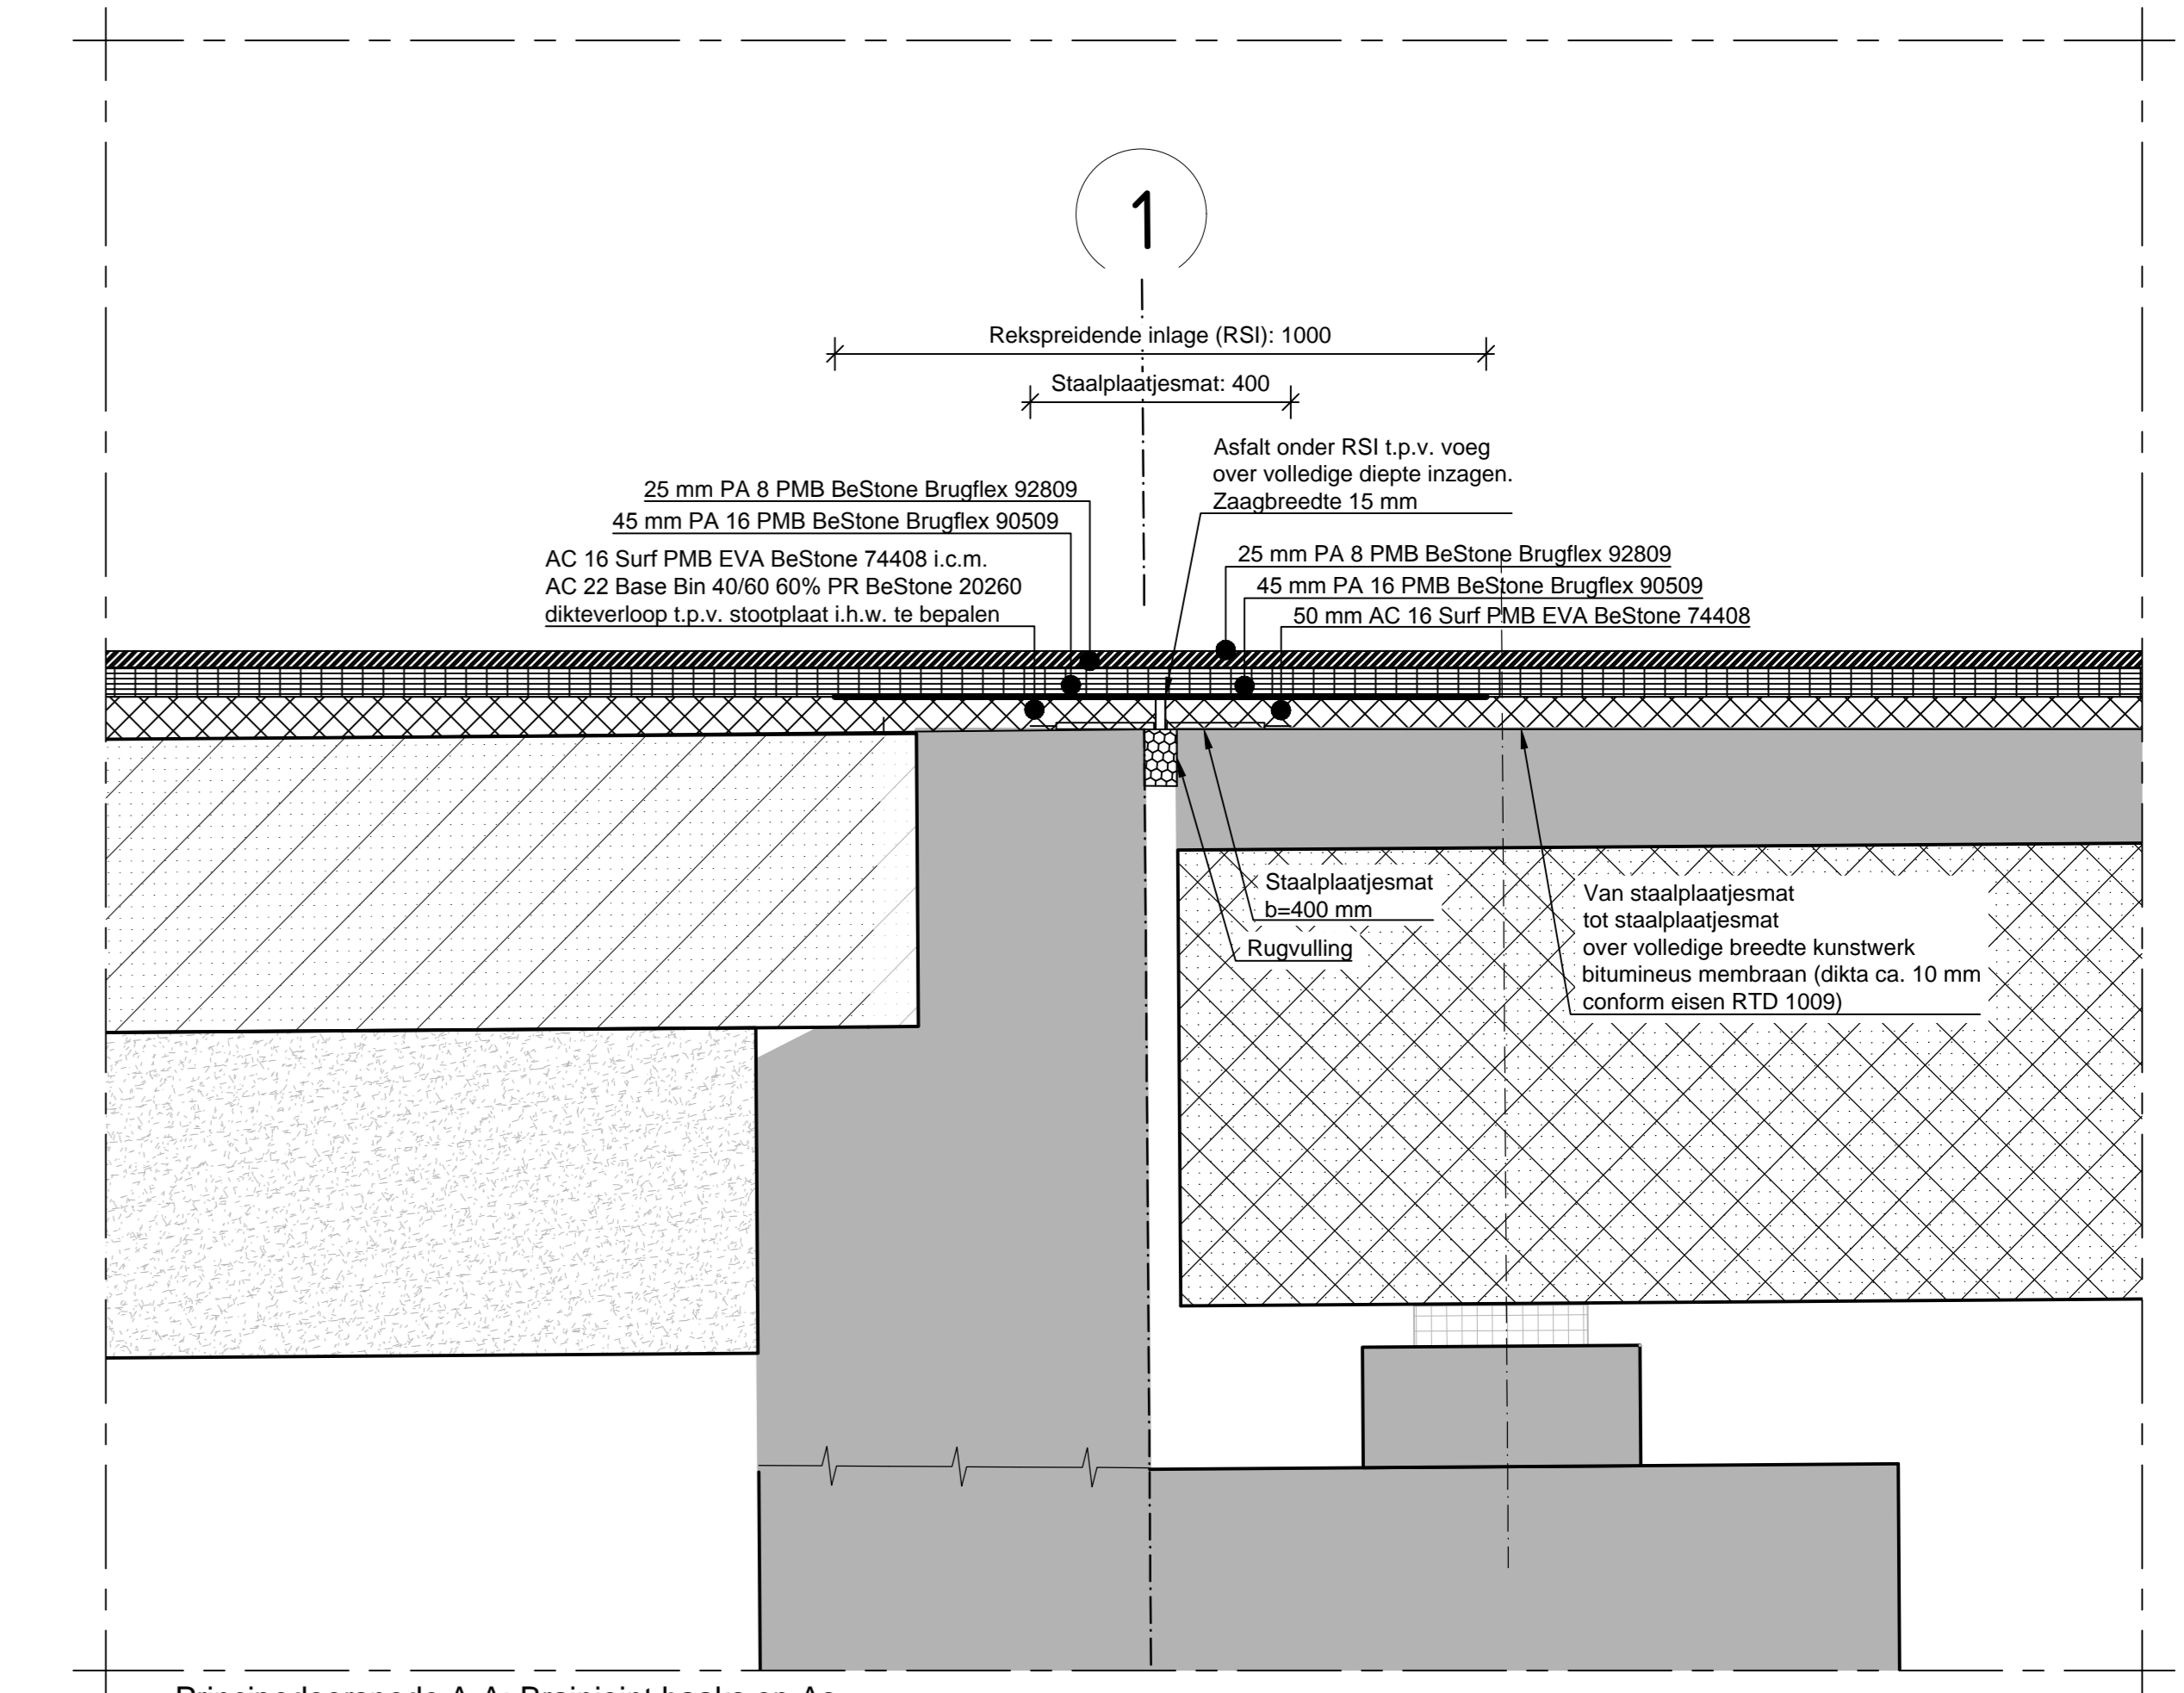 1
Rekspreidende inlage (RSI): 1000
Staalplaatjesmat: 400
Asfalt onder RSI t.p.v. voeg
over volledige diepte inzagen.
Zaagbreedte 15 mm
25 mm PA 8 PMB BeStone Brugflex 92809
45 mm PA 16 PMB BeStone Brugflex 90509
AC 16 Surf PMB EVA BeStone 74408 i.c.m.
AC 22 Base Bin 40/60 60% PR BeStone 20260
dikteverloop t.p.v. stootplaat i.h.w. te bepalen
25 mm PA 8 PMB BeStone Brugflex 92809
45 mm PA 16 PMB BeStone Brugflex 90509
50 mm AC 16 Surf PMB EVA BeStone 74408
Staalplaatjesmat
b=400 mm
Rugvulling
Van staalplaatjesmat
tot staalplaatjesmat
over volledige breedte kunstwerk
bitumineus membraan (dikta ca. 10 mm
conform eisen RTD 1009)